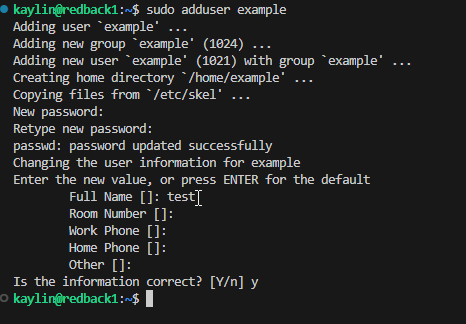 kaylin@redback1:~$ sudo adduser example
Adding user `example' ...
Adding new group `example' (1024) ...
Adding new user `example' (1021) with group `example' ...
Creating home directory `/home/example' ...
Copying files from `/etc/skel' ...
New password:
Retype new password:
passwd: password updated successfully
Changing the user information for example
Enter the new value, or press ENTER for the default
Full Name []: test
Room Number []:
Work Phone []:
Home Phone []:
Other []:
Is the information correct? [Y/n] y
kaylin@redback1:~$